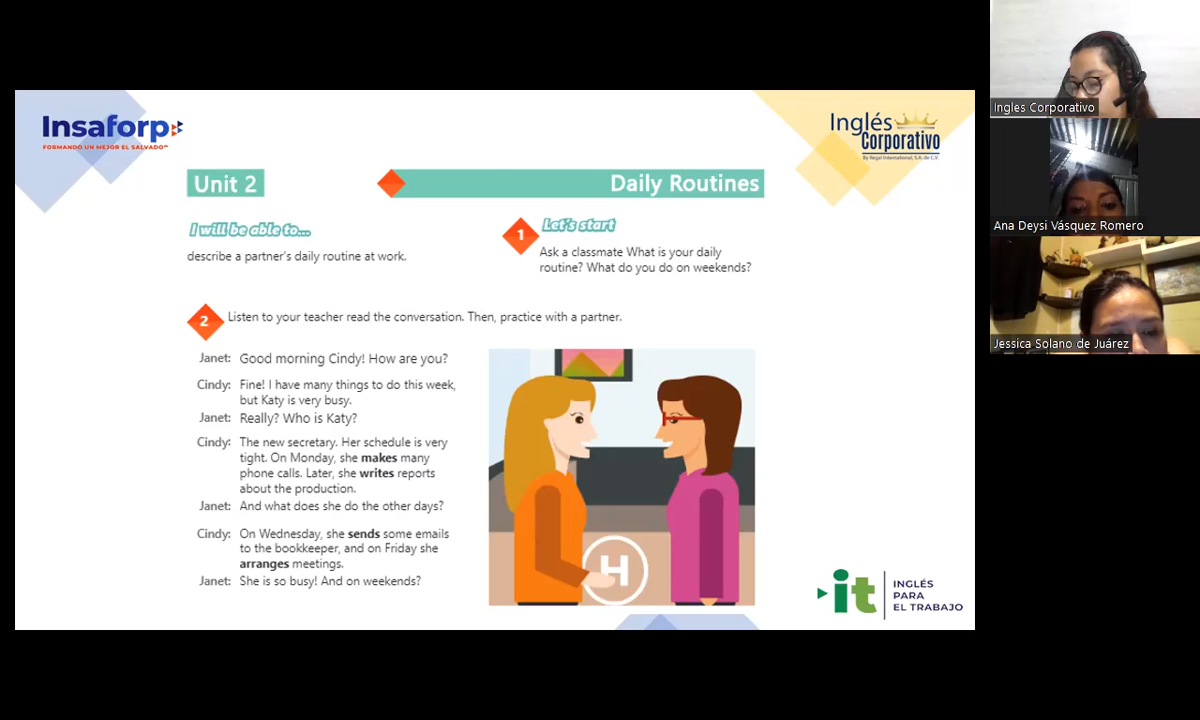 Insaforp
FORMANDO UN MEJOR EL SALVADOR
Inglés
Corporativo
By Regal International, S.A. de C.V.
Unit 2
Daily Routines
I will be able to...
describe a partner's daily routine at work.
1
Let's start
Ask a classmate What is your daily
routine? What do you do on weekends?
2
Listen to your teacher read the conversation. Then, practice with a partner.
Janet: Good morning Cindy! How are you?
Cindy: Fine! I have many things to do this week,
but Katy is very busy.
Janet: Really? Who is Katy?
Cindy: The new secretary. Her schedule is very
tight. On Monday, she makes many
phone calls. Later, she writes reports
about the production.
Janet: And what does she do the other days?
Cindy: On Wednesday, she sends some emails
to the bookkeeper, and on Friday she
arranges meetings.
Janet: She is so busy! And on weekends?
H
it
INGLÉS
PARA
EL TRABAJO
Ingles Corporativo
Ana Deysi Vásquez Romero
Jessica Solano de Juárez